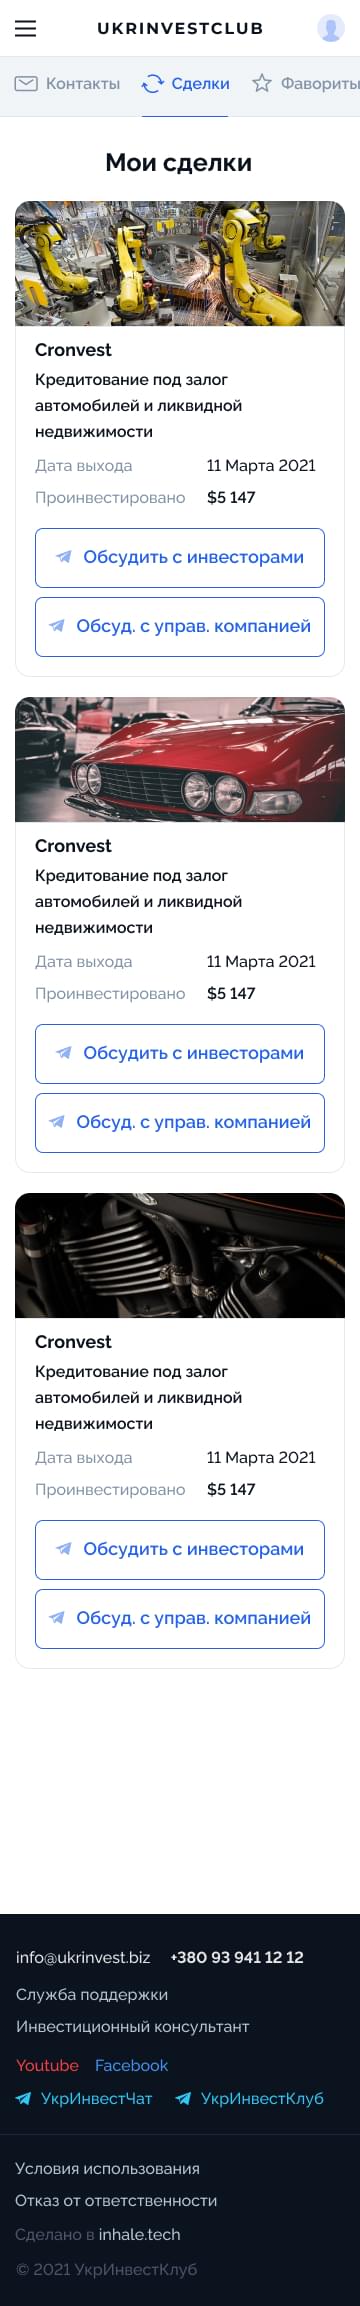 UKRINVESTCLUB
Контакты Сделки Фавориты
Мои сделки
Cronvest
Кредитование под залог
автомобилей и ликвидной
недвижимости
Дата выхода 11 Марта 2021
Проинвестировано $5 147
Обсудить с инвесторами
Обсуд. с управ. компанией
Cronvest
Кредитование под залог
автомобилей и ликвидной
недвижимости
Дата выхода 11 Марта 2021
Проинвестировано $5 147
Обсудить с инвесторами
Обсуд. с управ. компанией
Cronvest
Кредитование под залог
автомобилей и ликвидной
недвижимости
Дата выхода 11 Марта 2021
Проинвестировано $5 147
Обсудить с инвесторами
Обсуд. с управ. компанией
info@ukrinvest.biz +380 93 941 12 12
Служба поддержки
Инвестиционный консультант
Youtube Facebook
УкрИнвестЧат УкрИнвестКлуб
Условия использования
Отказ от ответственности
Сделано в inhale.tech
© 2021 УкрИнвестКлуб